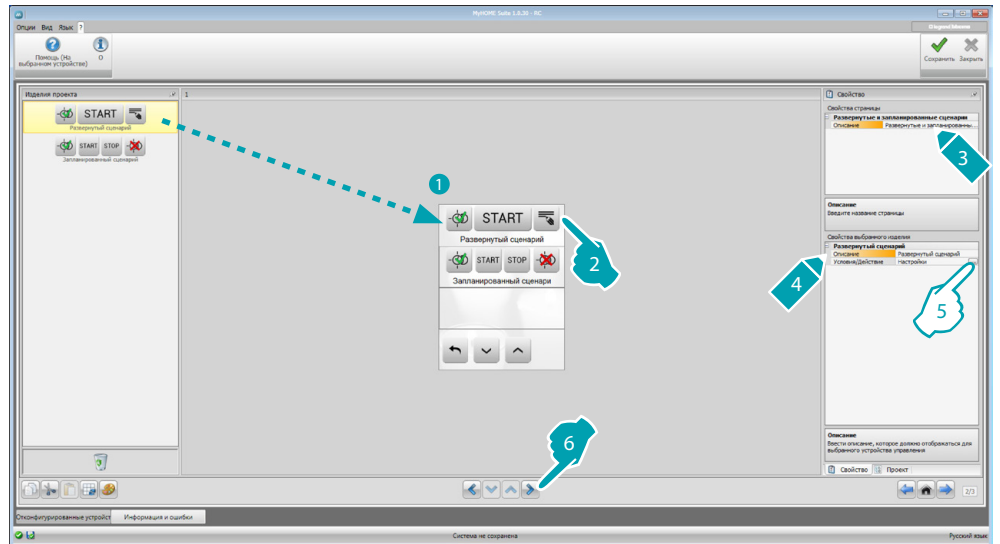 MyHOME Suite 1.0.20 - RC
Опции Вид Язык ?
Помощь (На
выбранном устройстве)
О
Сохранить Закрыть
Изделия проекта
1
Свойство
START
Развернутый сценарий
START STOP
Запланированный сценарий
Свойства страницы
Развернутые и запланированные сценарии
Описание Развернутые и запланированны...
3
Описание
Введите название страницы
1
START
Развернутый сценарий
2
START STOP
Запланированный сценари
Свойства выбранного изделия
Развернутый сценарий
Описание Развернутый сценарий
Условие/Действие Настройки
4
5
6
Описание
Ввести описание, которое должно отображаться для
выбранного устройства управления
Свойство Проект
2/3
Отконфигурированные устройст Информация и ошибки
Система не сохранена
Русский язык